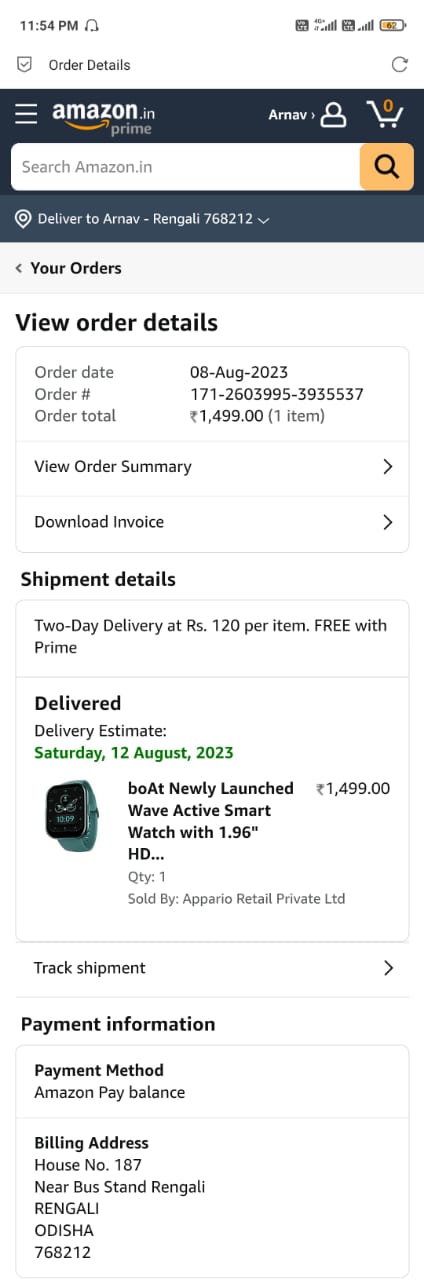 11:54 PM
4G+
62
Order Details
amazon.in
prime
Arnav ›
0
Search Amazon.in
Deliver to Arnav - Rengali 768212
Your Orders
View order details
Order date 08-Aug-2023
Order # 171-2603995-3935537
Order total ₹1,499.00 (1 item)
View Order Summary
Download Invoice
Shipment details
Two-Day Delivery at Rs. 120 per item. FREE with
Prime
Delivered
Delivery Estimate:
Saturday, 12 August, 2023
boAt Newly Launched ₹1,499.00
Wave Active Smart
Watch with 1.96"
HD...
10:09
Qty: 1
Sold By: Appario Retail Private Ltd
Track shipment
Payment information
Payment Method
Amazon Pay balance
Billing Address
House No. 187
Near Bus Stand Rengali
RENGALI
ODISHA
768212